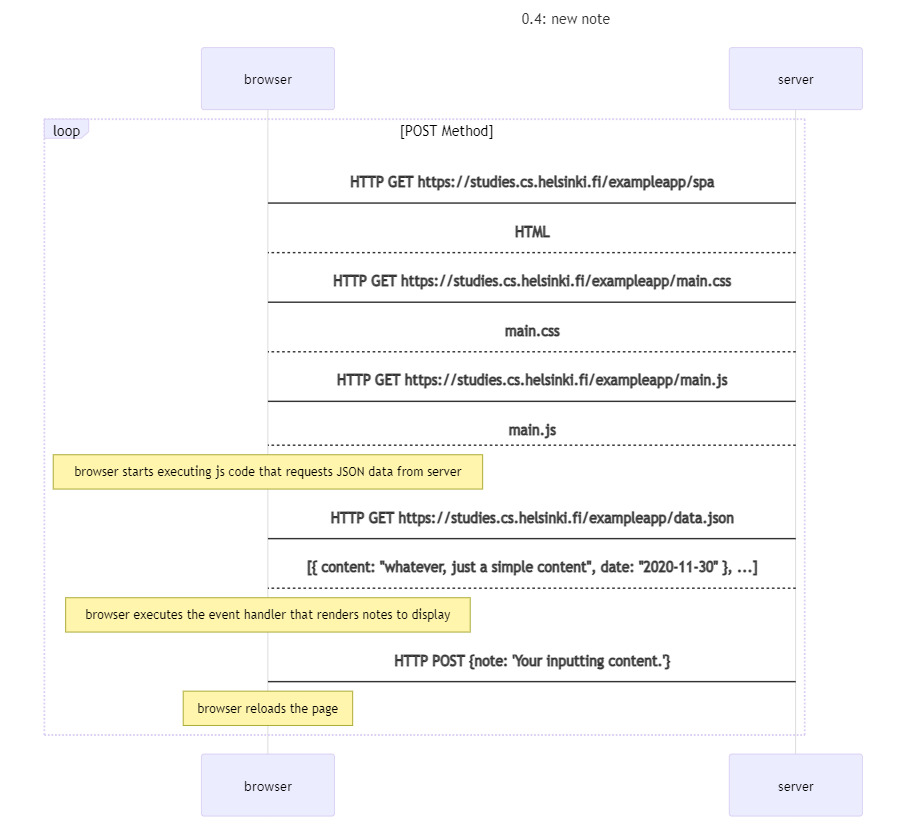 0.4: new note
browser
server
loop
[POST Method]
HTTP GET https://studies.cs.helsinki.fi/exampleapp/spa
HTML
HTTP GET https://studies.cs.helsinki.fi/exampleapp/main.css
main.css
HTTP GET https://studies.cs.helsinki.fi/exampleapp/main.js
main.js
browser starts executing js code that requests JSON data from server
HTTP GET https://studies.cs.helsinki.fi/exampleapp/data.json
[{ content: "whatever, just a simple content", date: "2020-11-30" }, ...]
browser executes the event handler that renders notes to display
HTTP POST {note: 'Your inputting content.'}
browser reloads the page
browser
server